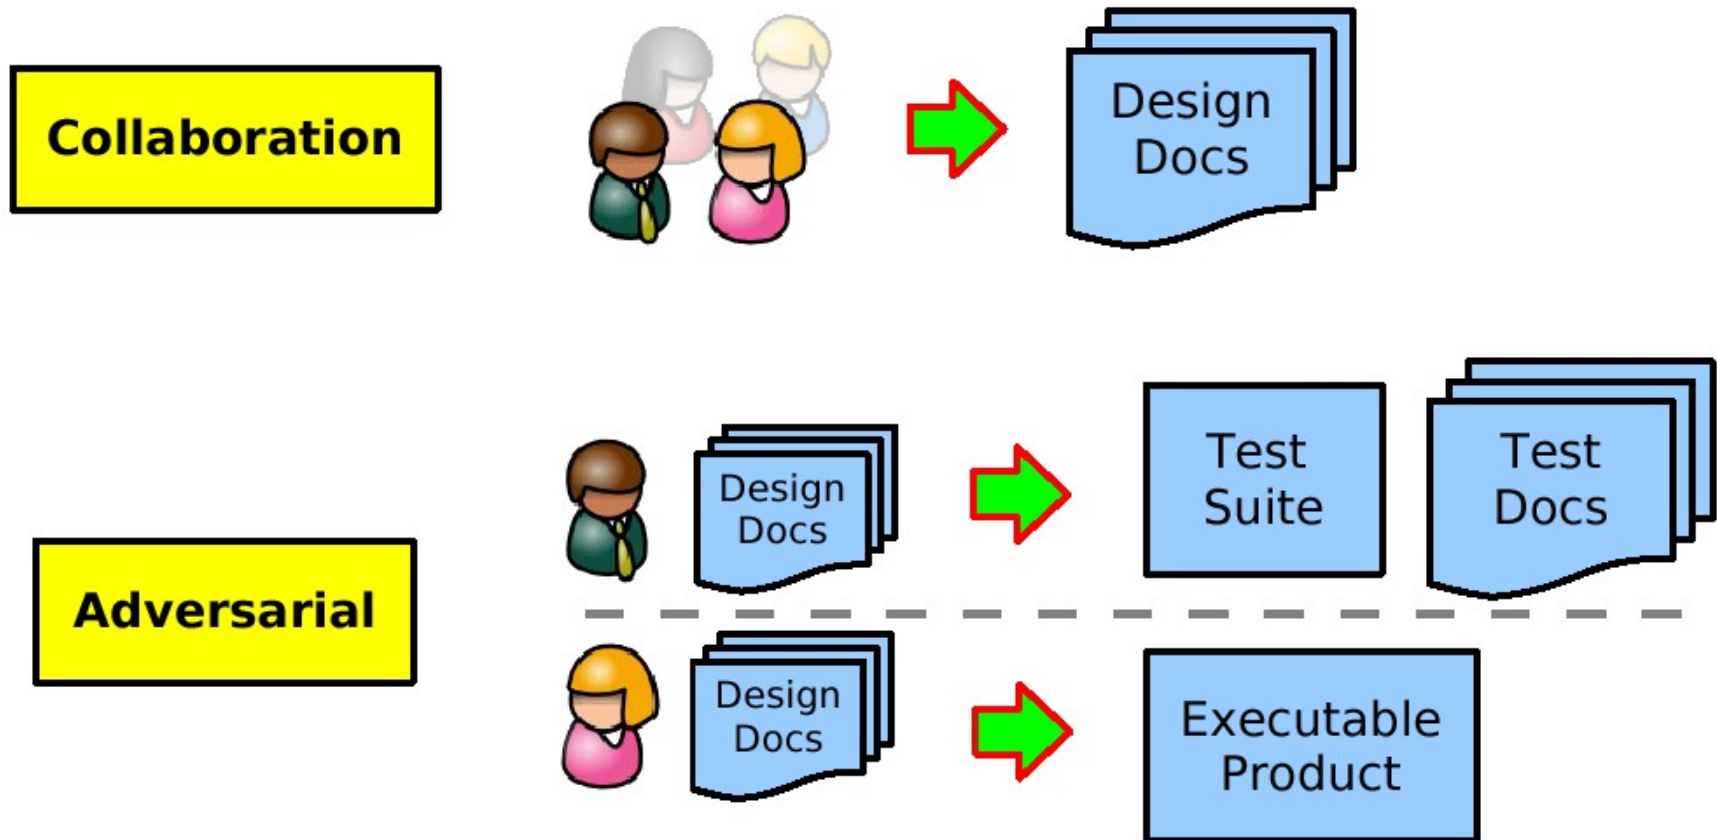 Collaboration
Design
Docs
Adversarial
Design
Docs
Test
Suite
Test
Docs
Design
Docs
Executable
Product